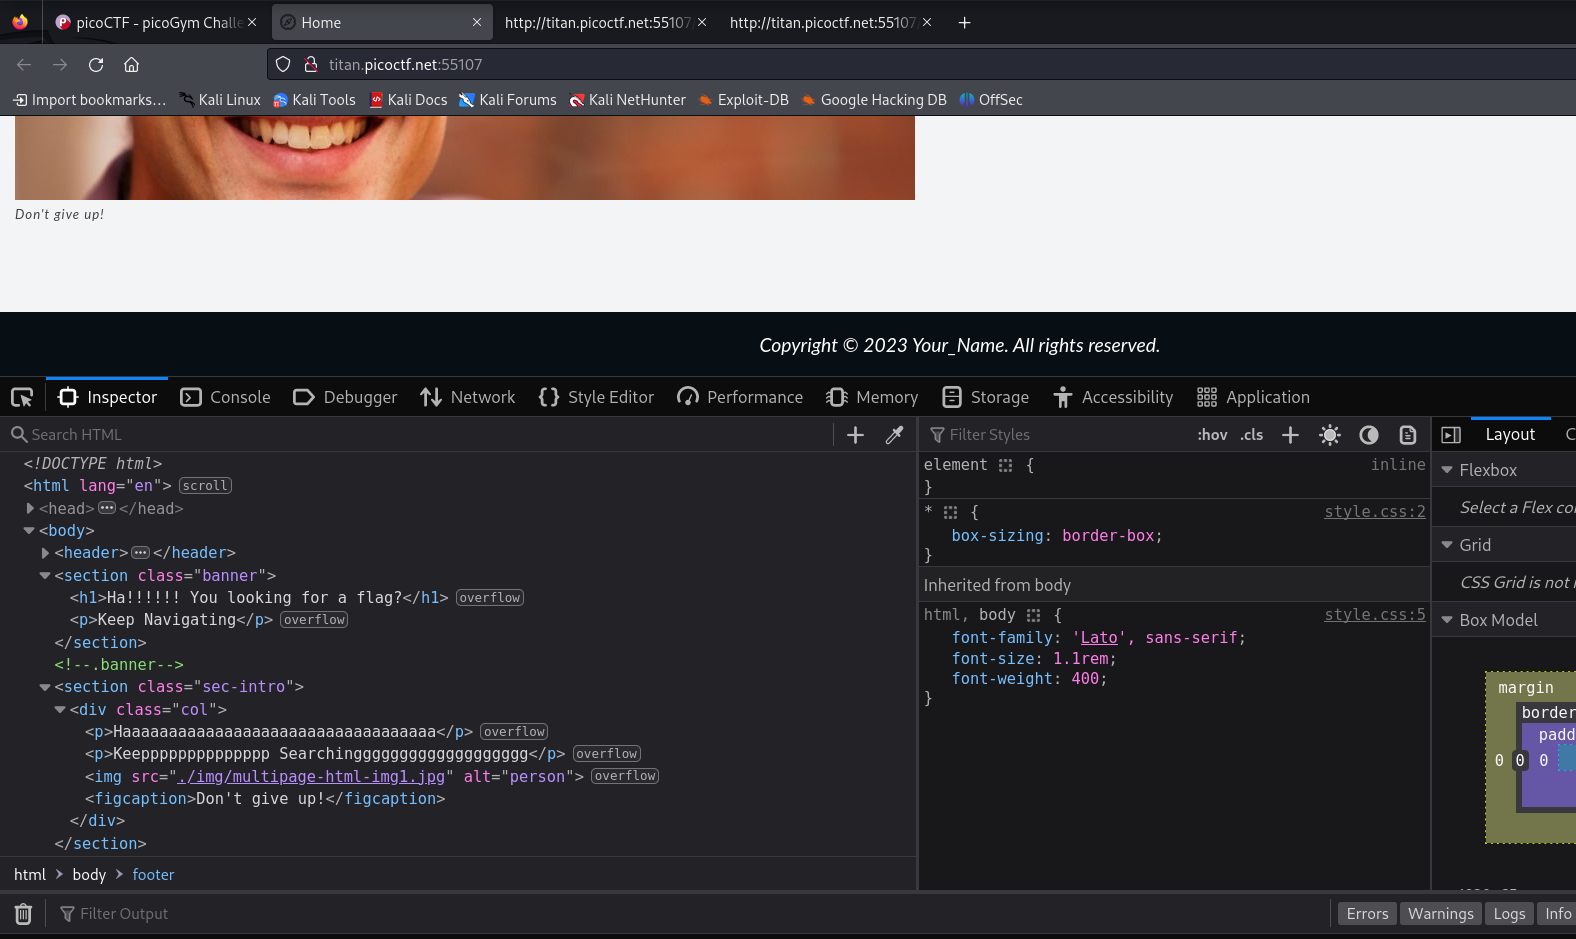 picoCTF - picoGym Challe
Home
http://titan.picoctf.net:55107
http://titan.picoctf.net:55107
titan.picoctf.net:55107
Import bookmarks… Kali Linux Kali Tools Kali Docs Kali Forums Kali NetHunter Exploit-DB Google Hacking DB OffSec
Don't give up!
Copyright © 2023 Your_Name. All rights reserved.
Inspector Console Debugger Network Style Editor Performance Memory Storage Accessibility Application
Search HTML
<!DOCTYPE html>
<html lang="en"> scroll
<head> ••• </head>
<body>
<header> ••• </header>
<section class="banner">
<h1>Ha!!!!!! You looking for a flag?</h1> overflow
<p>Keep Navigating</p> overflow
</section>
<!--.banner-->
<section class="sec-intro">
<div class="col">
<p>Haaaaaaaaaaaaaaaaaaaaaaaaaaaaaaaaaa</p> overflow
<p>Keepppppppppppppp Searchinggggggggggggggggggg</p> overflow
<img src="./img/multipage-html-img1.jpg" alt="person"> overflow
<figcaption>Don't give up!</figcaption>
</div>
</section>
html > body > footer
Filter Styles :hov .cls
element { inline
}
* { style.css:2
box-sizing: border-box;
}
Inherited from body
html, body { style.css:5
font-family: 'Lato', sans-serif;
font-size: 1.1rem;
font-weight: 400;
}
Layout C
Flexbox
Select a Flex co
Grid
CSS Grid is not
Box Model
margin
border
padd
0 0 0
Filter Output
Errors Warnings Logs Info